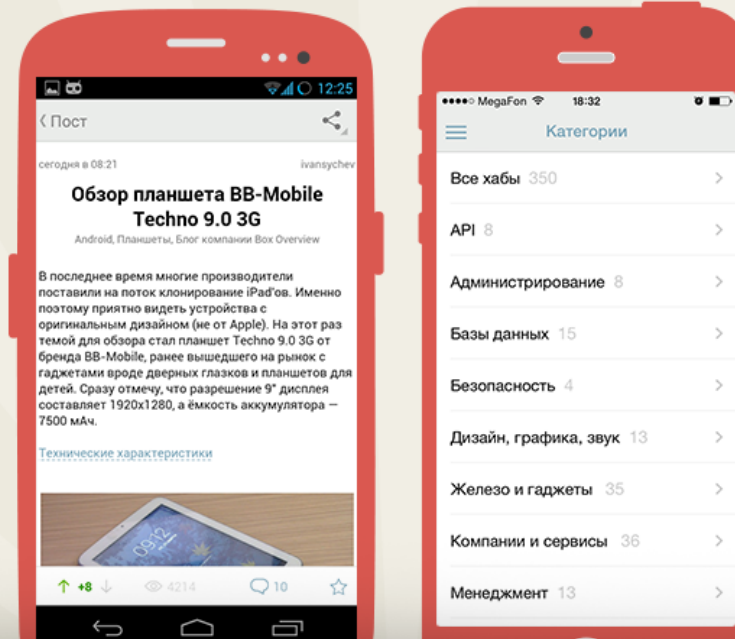 12:25
Пост
сегодня в 08:21
ivansychev
Обзор планшета BB-Mobile
Techno 9.0 3G
Android, Планшеты, Блог компании Box Overview
В последнее время многие производители
поставили на поток клонирование iPad'ов. Именно
поэтому приятно видеть устройства с
оригинальным дизайном (не от Apple). На этот раз
темой для обзора стал планшет Techno 9.0 3G от
бренда BB-Mobile, ранее вышедшего на рынок с
гаджетами вроде дверных глазков и планшетов для
детей. Сразу отмечу, что разрешение 9" дисплея
составляет 1920x1280, а ёмкость аккумулятора —
7500 мАч.
Технические характеристики
09:12
+8 4214 10
MegaFon 18:32
Категории
Все хабы 350
API 8
Администрирование 8
Базы данных 15
Безопасность 4
Дизайн, графика, звук 13
Железо и гаджеты 35
Компании и сервисы 36
Менеджмент 13